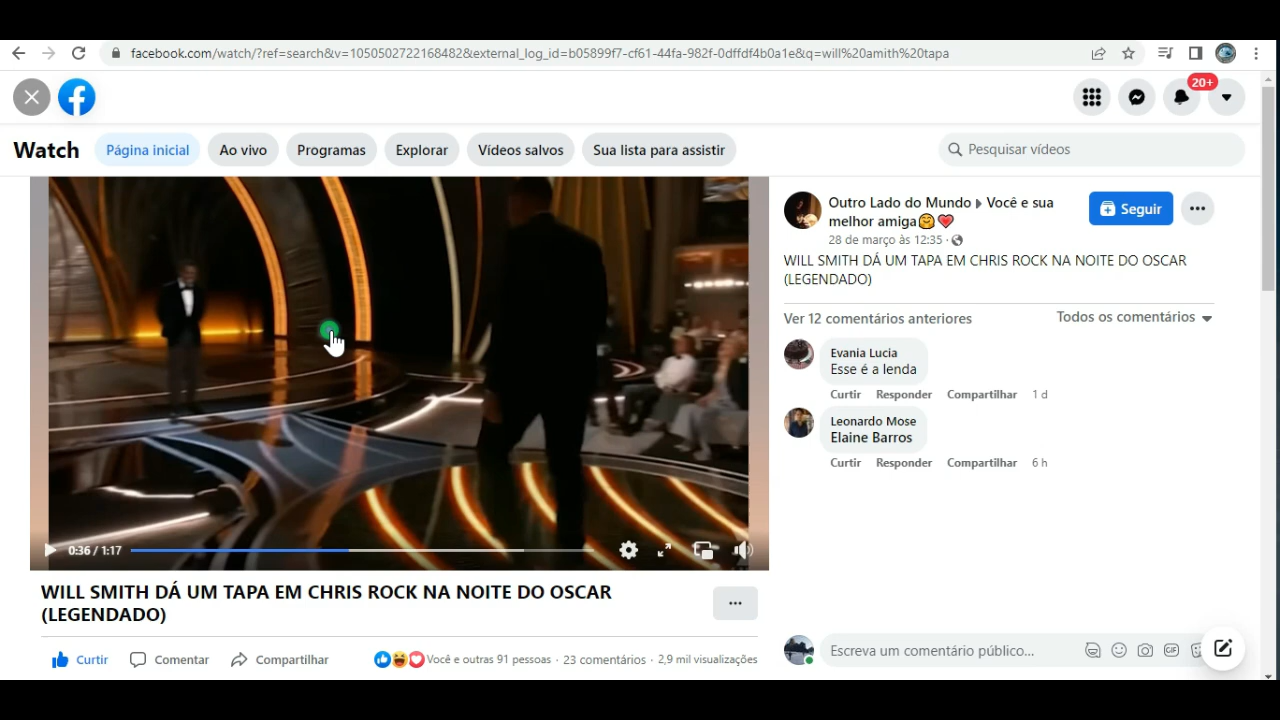 facebook.com/watch/?ref=search&v=1050502722168482&external_log_id=b05899f7-cf61-44fa-982f-0dffdf4b0a1e&q=will%20amith%20tapa
20+
Watch
Página inicial
Ao vivo
Programas
Explorar
Vídeos salvos
Sua lista para assistir
Pesquisar vídeos
Outro Lado do Mundo ▸ Você e sua
melhor amiga🤗❤️
Seguir
28 de março às 12:35 ·
WILL SMITH DÁ UM TAPA EM CHRIS ROCK NA NOITE DO OSCAR
(LEGENDADO)
Ver 12 comentários anteriores
Todos os comentários
Evania Lucia
Esse é a lenda
Curtir Responder Compartilhar 1 d
Leonardo Mose
Elaine Barros
Curtir Responder Compartilhar 6 h
0:36 / 1:17
WILL SMITH DÁ UM TAPA EM CHRIS ROCK NA NOITE DO OSCAR
(LEGENDADO)
Curtir
Comentar
Compartilhar
Você e outras 91 pessoas · 23 comentários · 2,9 mil visualizações
Escreva um comentário público...
GIF